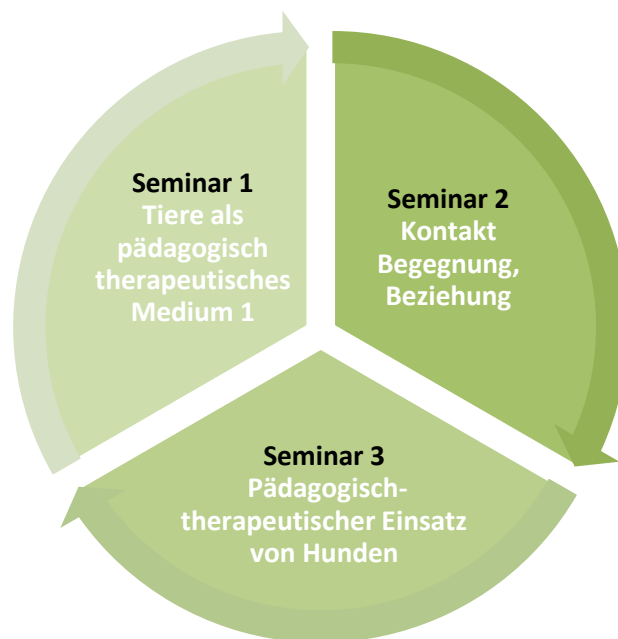 Seminar 1
Tiere als
pädagogisch
therapeutisches
Medium 1
Seminar 2
Kontakt
Begegnung,
Beziehung
Seminar 3
Pädagogisch-
therapeutischer Einsatz
von Hunden